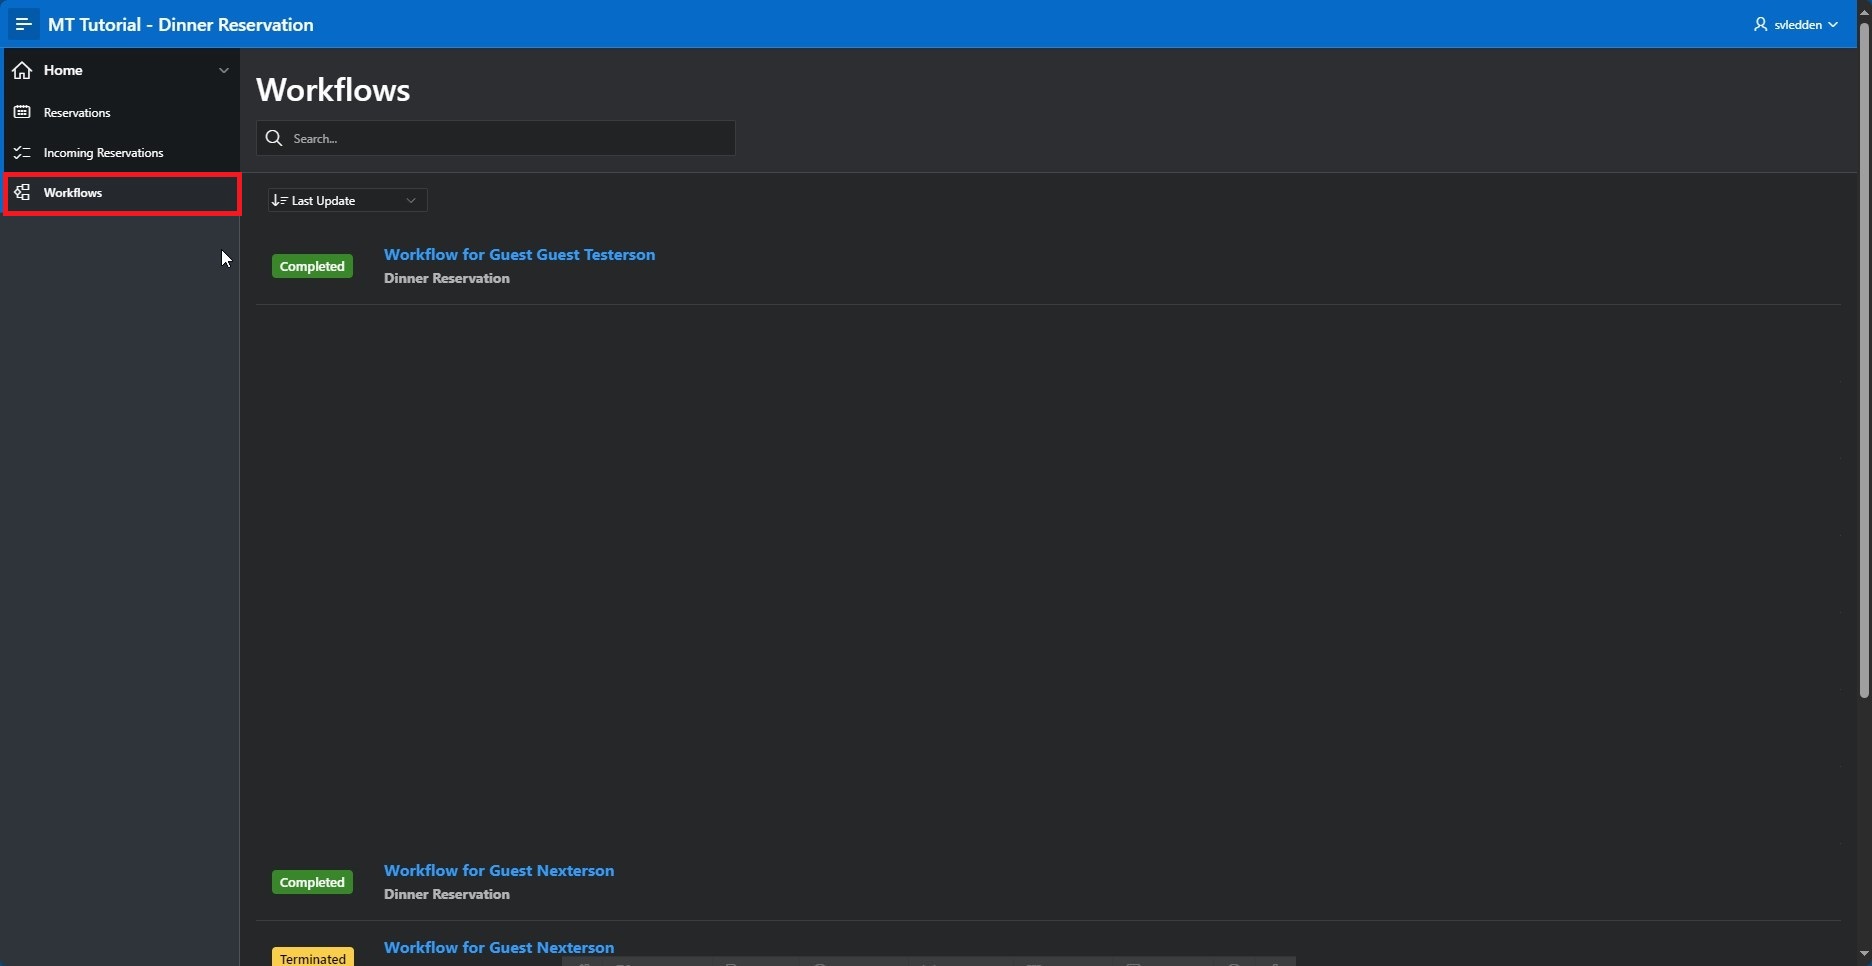 MT Tutorial - Dinner Reservation
svledden
Home
Reservations
Incoming Reservations
Workflows
Workflows
Search...
Last Update
Completed
Workflow for Guest Guest Testerson
Dinner Reservation
Completed
Workflow for Guest Nexterson
Dinner Reservation
Terminated
Workflow for Guest Nexterson